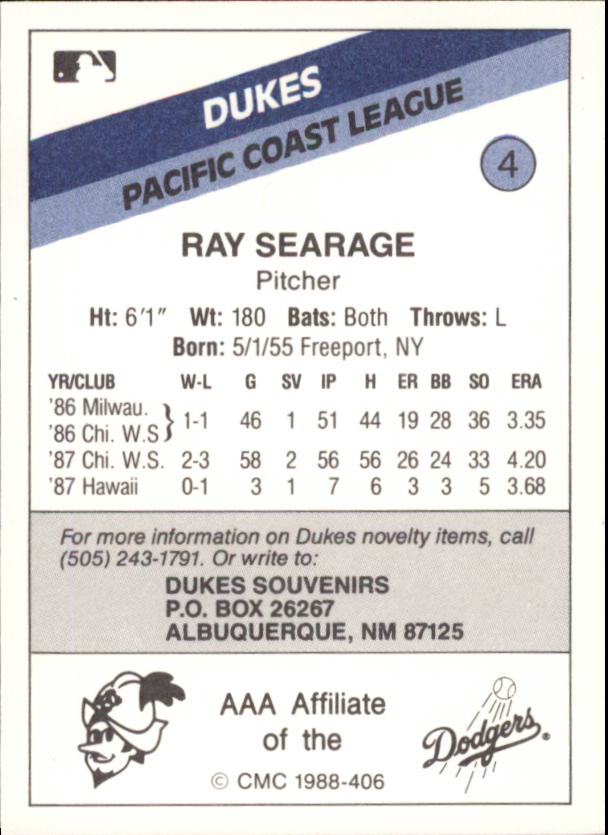 DUKES
PACIFIC COAST LEAGUE
4
RAY SEARAGE
Pitcher
Ht: 6'1" Wt: 180 Bats: Both Throws: L
Born: 5/1/55 Freeport, NY
YR/CLUB W-L G SV IP H ER BB SO ERA
'86 Milwau.
'86 Chi. W.S } 1-1 46 1 51 44 19 28 36 3.35
'87 Chi. W.S. 2-3 58 2 56 56 26 24 33 4.20
'87 Hawaii 0-1 3 1 7 6 3 3 5 3.68
For more information on Dukes novelty items, call
(505) 243-1791. Or write to:
DUKES SOUVENIRS
P.O. BOX 26267
ALBUQUERQUE, NM 87125
AAA Affiliate
of the
Dodgers®
© CMC 1988-406